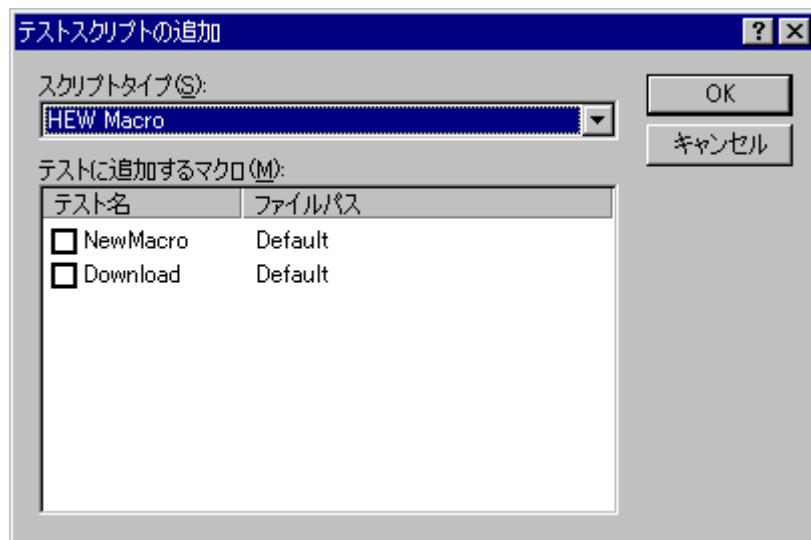 テストスクリプトの追加
スクリプトタイプ(S):
HEW Macro
OK
キャンセル
テストに追加するマクロ(M):
テスト名 ファイルパス
NewMacro Default
Download Default